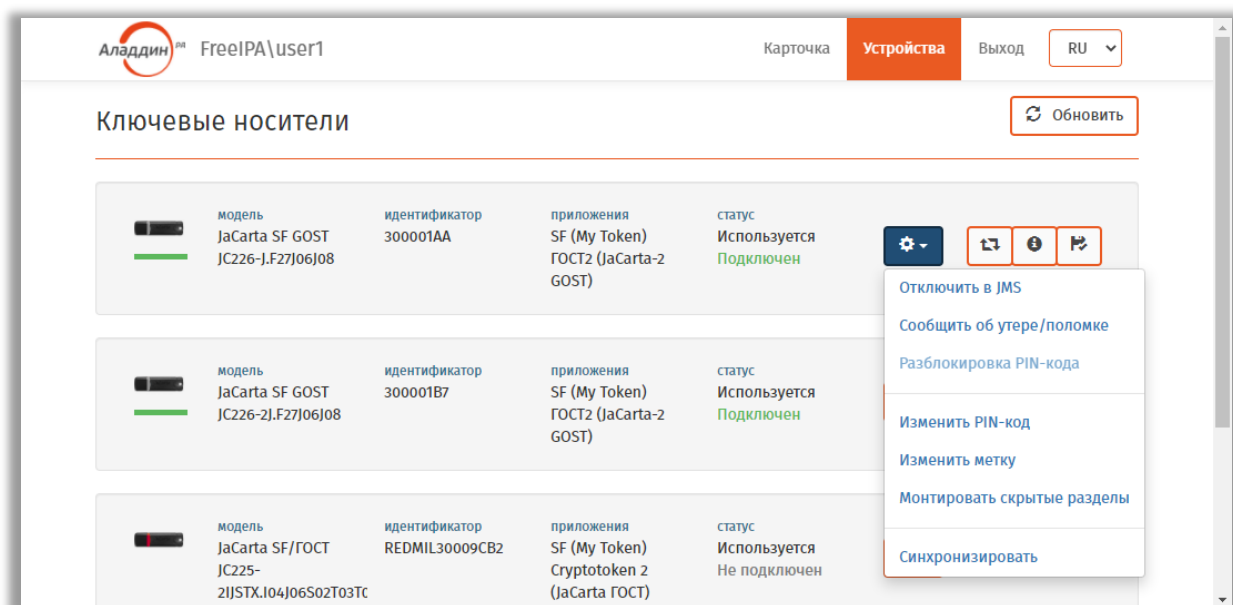 Аладдин РА FreeIPA\user1 Карточка Устройства Выход RU
Ключевые носители Обновить
модель идентификатор приложения статус
JaCarta SF GOST 300001AA SF (My Token) Используется
JC226-J.F27J06J08 ГОСТ2 (JaCarta-2 Подключен
GOST)
Отключить в JMS
Сообщить об утере/поломке
Разблокировка PIN-кода
Изменить PIN-код
Изменить метку
Монтировать скрытые разделы
Синхронизировать
модель идентификатор приложения статус
JaCarta SF GOST 300001B7 SF (My Token) Используется
JC226-2J.F27J06J08 ГОСТ2 (JaCarta-2 Подключен
GOST)
модель идентификатор приложения статус
JaCarta SF/ГОСТ REDMIL30009CB2 SF (My Token) Используется
JC225- Cryptotoken 2 Не подключен
2IJSTX.I04J06S02T03TC (JaCarta ГОСТ)